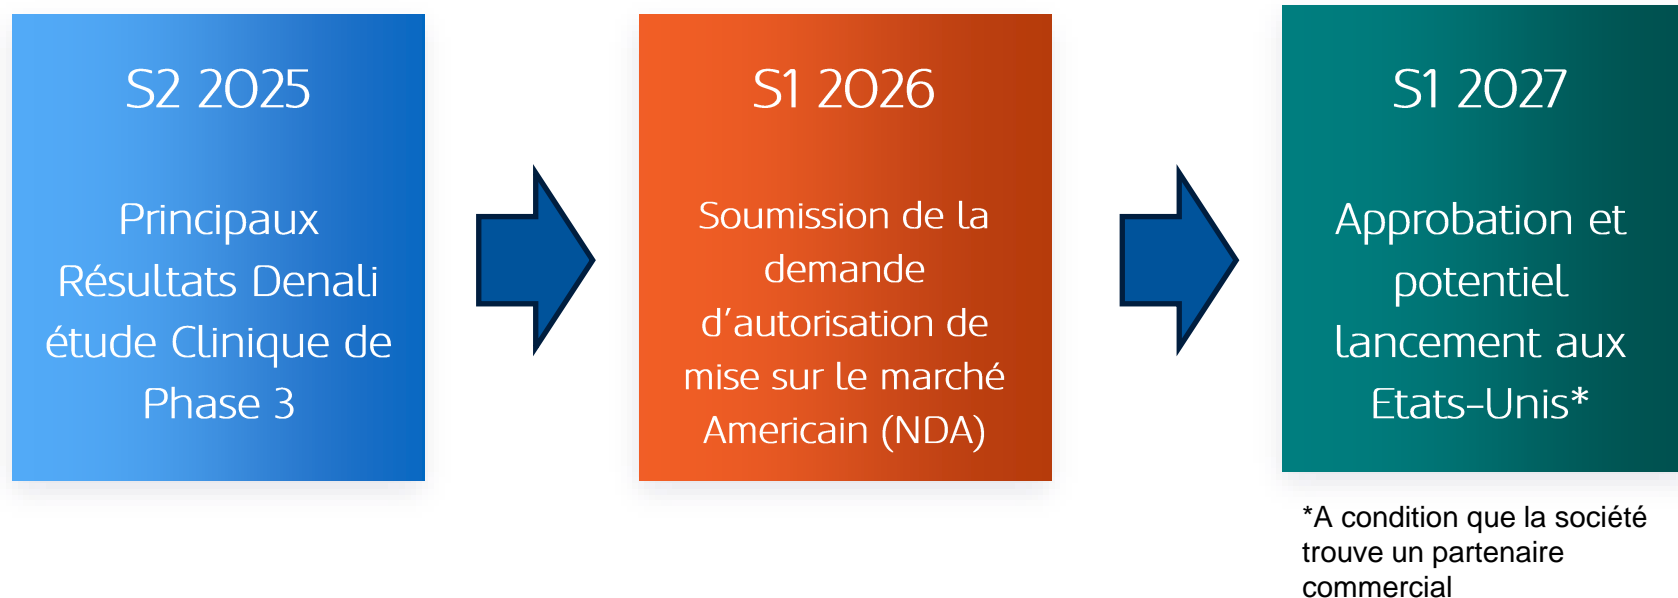 S2 2025
Principaux
Résultats Denali
étude Clinique de
Phase 3
S1 2026
Soumission de la
demande
d’autorisation de
mise sur le marché
Americain (NDA)
S1 2027
Approbation et
potentiel
lancement aux
Etats-Unis*
*A condition que la société
trouve un partenaire
commercial